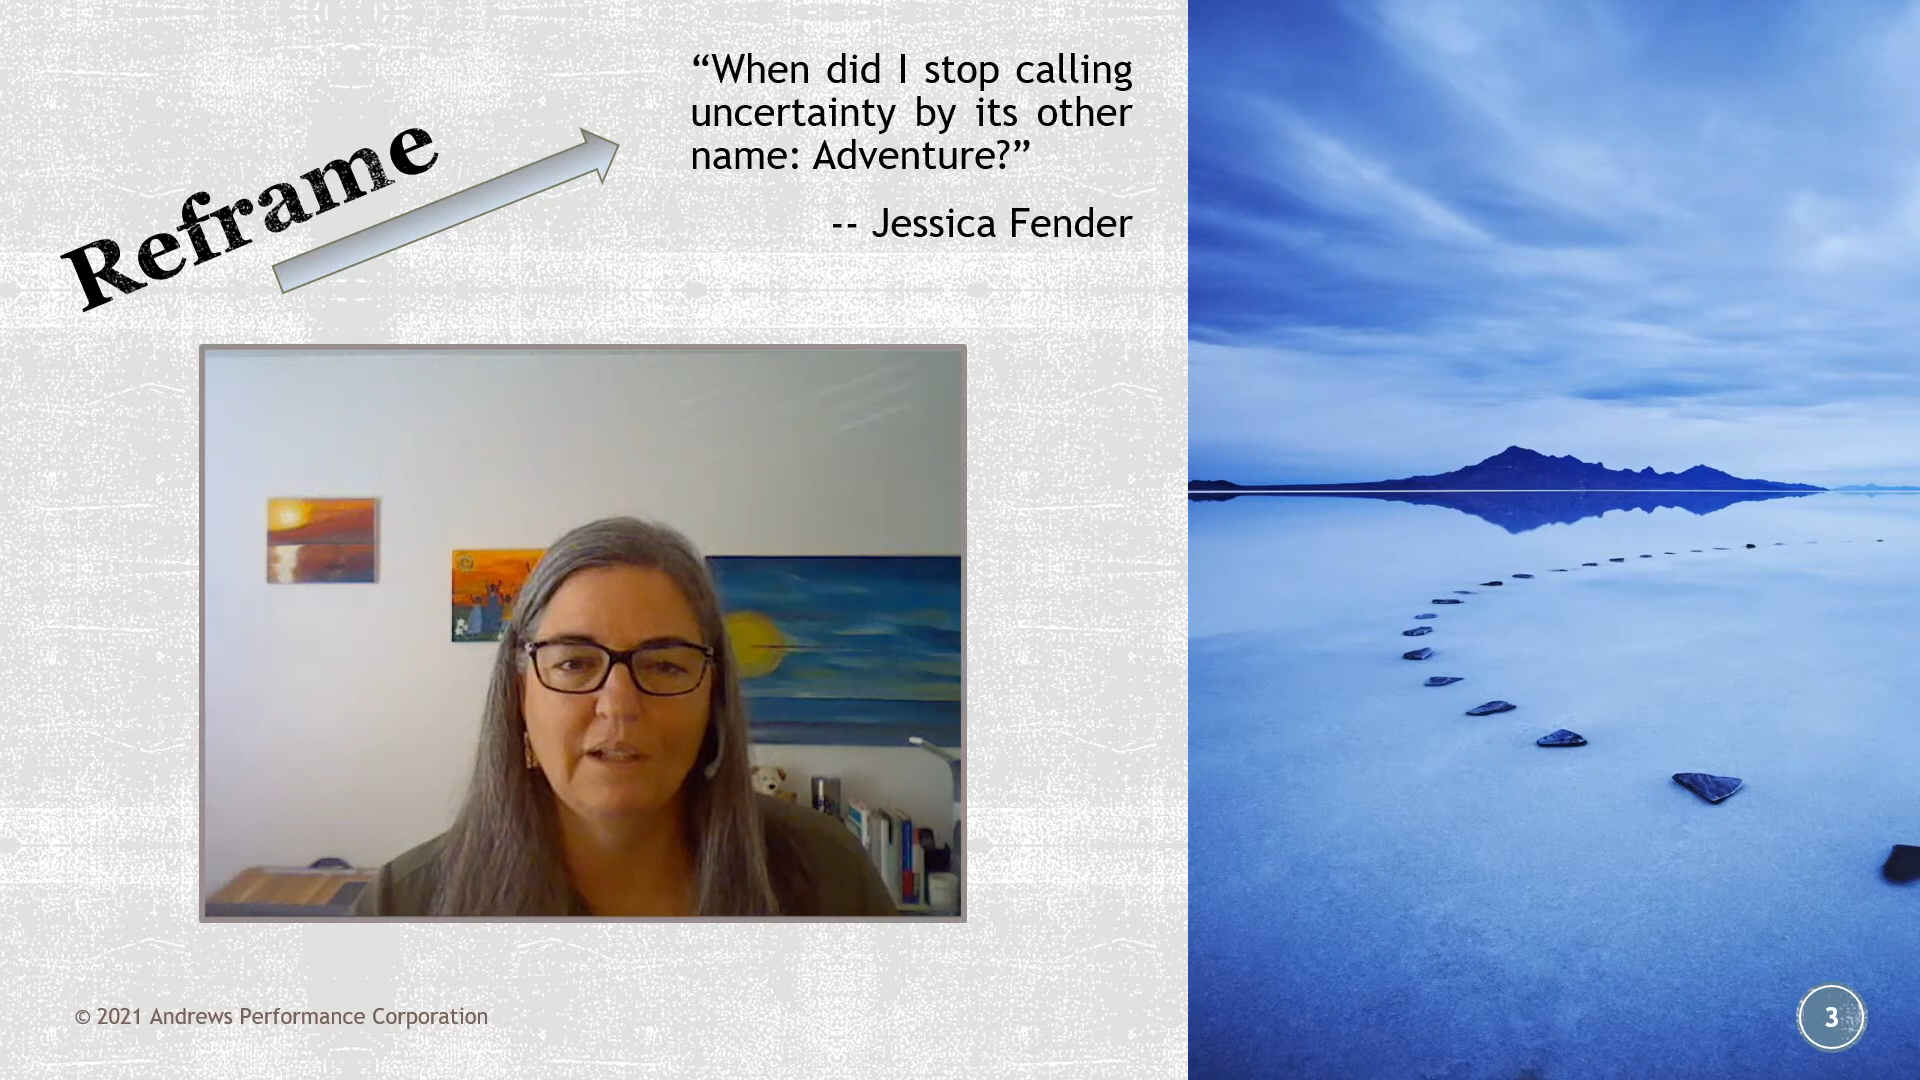 Reframe
“When did I stop calling
uncertainty by its other
name: Adventure?”
-- Jessica Fender
© 2021 Andrews Performance Corporation
3